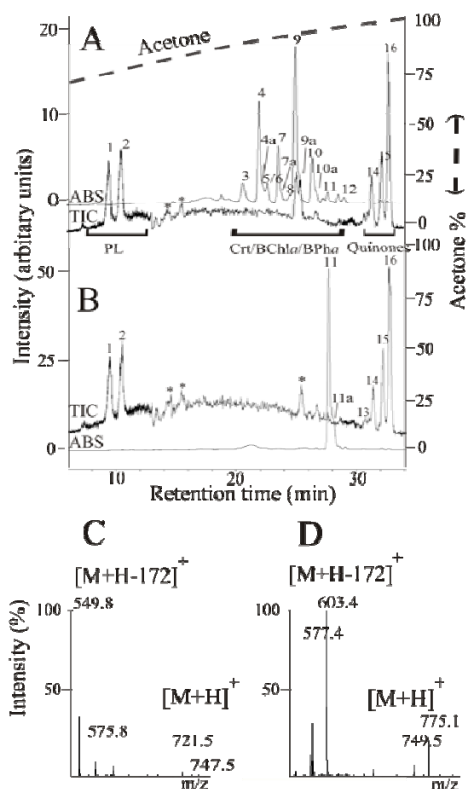 A
Acetone
20
10
0
Intensity (arbitary units)
ABS
TIC
1
2
3
4
4a
5/6
7
7a
8
9
9a
10
10a
11
12
14
15
16
*
*
PL
Crt/BChla/BPha
Quinones
100
75
50
25
0
Acetone %
B
50
25
0
TIC
ABS
1
2
*
*
*
11
11a
13
14
15
16
100
75
50
25
0
10
20
30
Retention time (min)
C
[M+H-172]+
549.8
100
50
Intensity (%)
575.8
[M+H]+
721.5
747.5
m/z
D
[M+H-172]+
603.4
100
577.4
50
[M+H]+
775.1
749.5
m/z